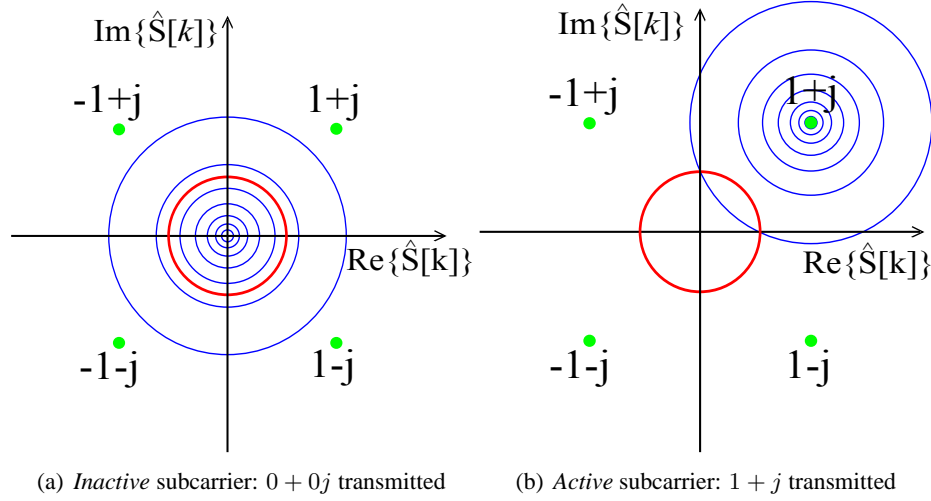 Im{Ŝ[k]}
-1+j
1+j
Re{Ŝ[k]}
-1-j
1-j
(a) Inactive subcarrier: 0 + 0j transmitted
Im{Ŝ[k]}
-1+j
1+j
Re{Ŝ[k]}
-1-j
1-j
(b) Active subcarrier: 1 + j transmitted